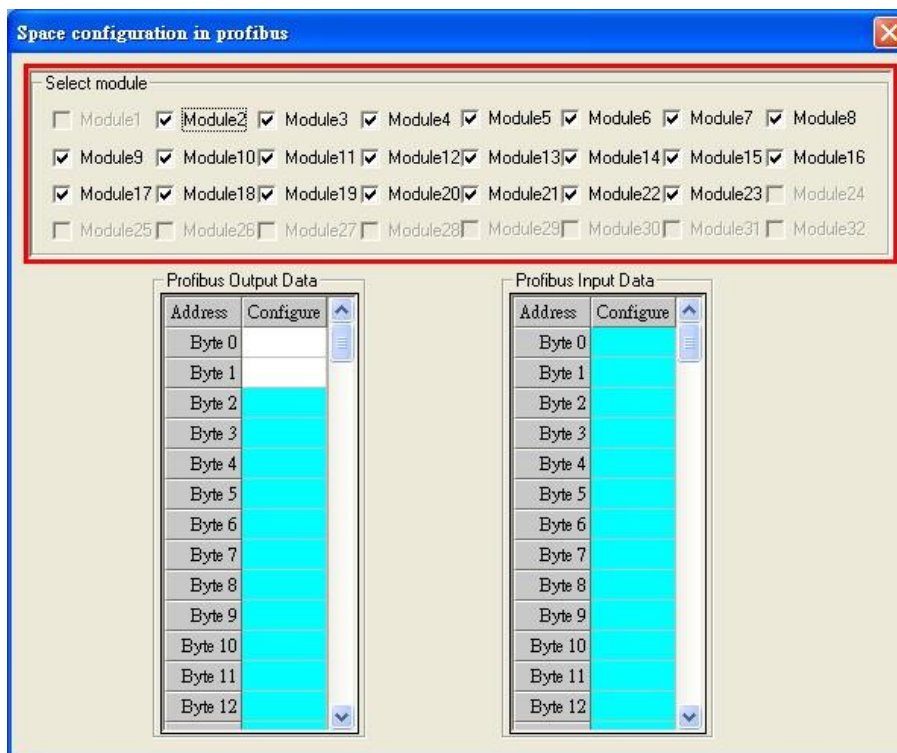 Space configuration in profibus
Select module
Module1 Module2 Module3 Module4 Module5 Module6 Module7 Module8
Module9 Module10 Module11 Module12 Module13 Module14 Module15 Module16
Module17 Module18 Module19 Module20 Module21 Module22 Module23 Module24
Module25 Module26 Module27 Module28 Module29 Module30 Module31 Module32
Profibus Output Data
Address Configure
Byte 0
Byte 1
Byte 2
Byte 3
Byte 4
Byte 5
Byte 6
Byte 7
Byte 8
Byte 9
Byte 10
Byte 11
Byte 12
Profibus Input Data
Address Configure
Byte 0
Byte 1
Byte 2
Byte 3
Byte 4
Byte 5
Byte 6
Byte 7
Byte 8
Byte 9
Byte 10
Byte 11
Byte 12